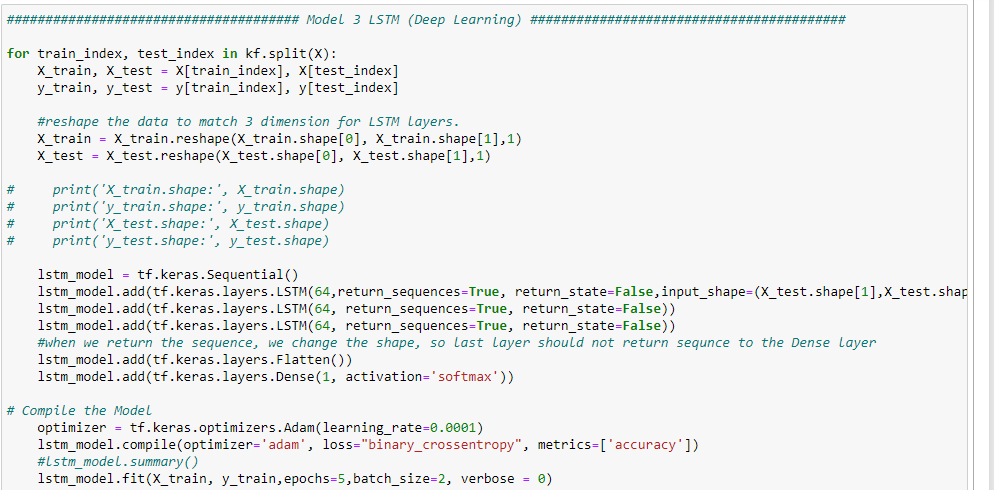 ###################################### Model 3 LSTM (Deep Learning) #########################################
for train_index, test_index in kf.split(X):
    X_train, X_test = X[train_index], X[test_index]
    y_train, y_test = y[train_index], y[test_index]
    #reshape the data to match 3 dimension for LSTM layers.
    X_train = X_train.reshape(X_train.shape[0], X_train.shape[1],1)
    X_test = X_test.reshape(X_test.shape[0], X_test.shape[1],1)
#     print('X_train.shape:', X_train.shape)
#     print('y_train.shape:', y_train.shape)
#     print('X_test.shape:', X_test.shape)
#     print('y_test.shape:', y_test.shape)
    lstm_model = tf.keras.Sequential()
    lstm_model.add(tf.keras.layers.LSTM(64,return_sequences=True, return_state=False,input_shape=(X_test.shape[1],X_test.shap
    lstm_model.add(tf.keras.layers.LSTM(64, return_sequences=True, return_state=False))
    lstm_model.add(tf.keras.layers.LSTM(64, return_sequences=True, return_state=False))
    #when we return the sequence, we change the shape, so last layer should not return sequnce to the Dense layer
    lstm_model.add(tf.keras.layers.Flatten())
    lstm_model.add(tf.keras.layers.Dense(1, activation='softmax'))
# Compile the Model
    optimizer = tf.keras.optimizers.Adam(learning_rate=0.0001)
    lstm_model.compile(optimizer='adam', loss="binary_crossentropy", metrics=['accuracy'])
    #lstm_model.summary()
    lstm_model.fit(X_train, y_train,epochs=5,batch_size=2, verbose = 0)